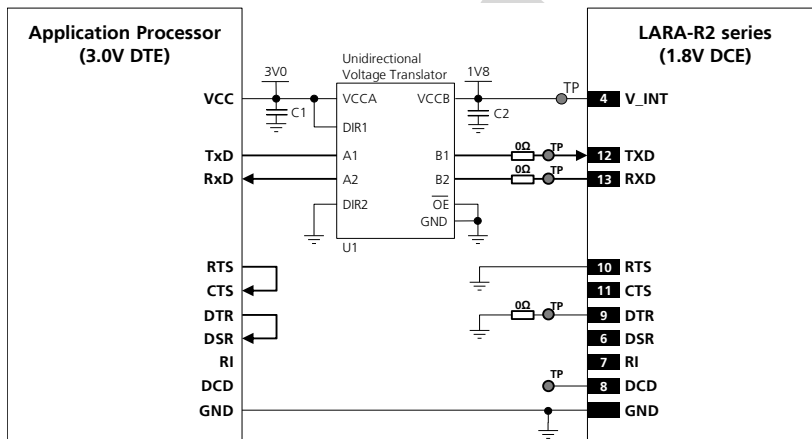 Application Processor
(3.0V DTE)
LARA-R2 series
(1.8V DCE)
Unidirectional
Voltage Translator
3V0
1V8
TP
VCC
VCCA
VCCB
4
V_INT
C1
C2
DIR1
TxD
A1
B1
0Ω
TP
12
TXD
RxD
A2
B2
0Ω
TP
13
RXD
DIR2
OE
GND
U1
RTS
10
RTS
CTS
11
CTS
DTR
0Ω
TP
9
DTR
DSR
6
DSR
RI
7
RI
DCD
TP
8
DCD
GND
GND